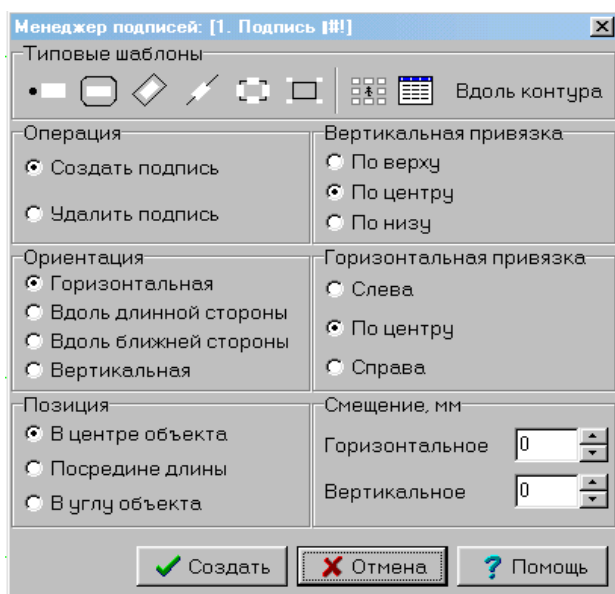 Менеджер подписей: [1. Подпись |#!]
Типовые шаблоны
Вдоль контура
Операция
Создать подпись
Удалить подпись
Вертикальная привязка
По верху
По центру
По низу
Ориентация
Горизонтальная
Вдоль длинной стороны
Вдоль ближней стороны
Вертикальная
Горизонтальная привязка
Слева
По центру
Справа
Позиция
В центре объекта
Посредине длины
В углу объекта
Смещение, мм
Горизонтальное 0
Вертикальное 0
Создать
Отмена
? Помощь